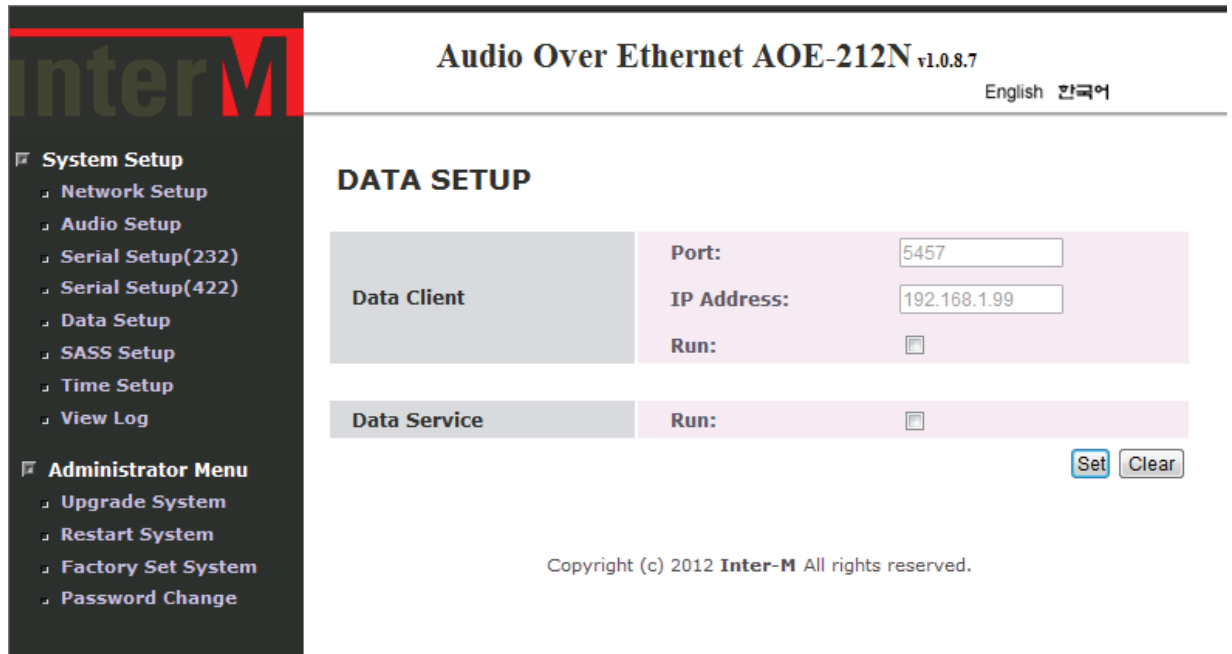 interM
Audio Over Ethernet AOE-212N v1.0.8.7
English 한국어
System Setup
Network Setup
Audio Setup
Serial Setup(232)
Serial Setup(422)
Data Setup
SASS Setup
Time Setup
View Log
Administrator Menu
Upgrade System
Restart System
Factory Set System
Password Change
DATA SETUP
Data Client
Port: 5457
IP Address: 192.168.1.99
Run:
Data Service Run:
Set Clear
Copyright (c) 2012 Inter-M All rights reserved.